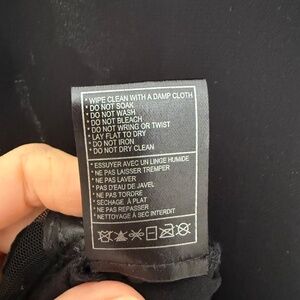 * WIPE CLEAN WITH A DAMP CLOTH
* DO NOT SOAK
* DO NOT WASH
* DO NOT BLEACH
* DO NOT WRING OR TWIST
* LAY FLAT TO DRY
* DO NOT IRON
* DO NOT DRY CLEAN
* ESSUYER AVEC UN LINGE HUMIDE
* NE PAS LAISSER TREMPER
* NE PAS LAVER
* PAS D'EAU DE JAVEL
* NE PAS TORDRE
* SÉCHAGE À PLAT
* NE PAS REPASSER
* NETTOYAGE À SEC INTERDIT